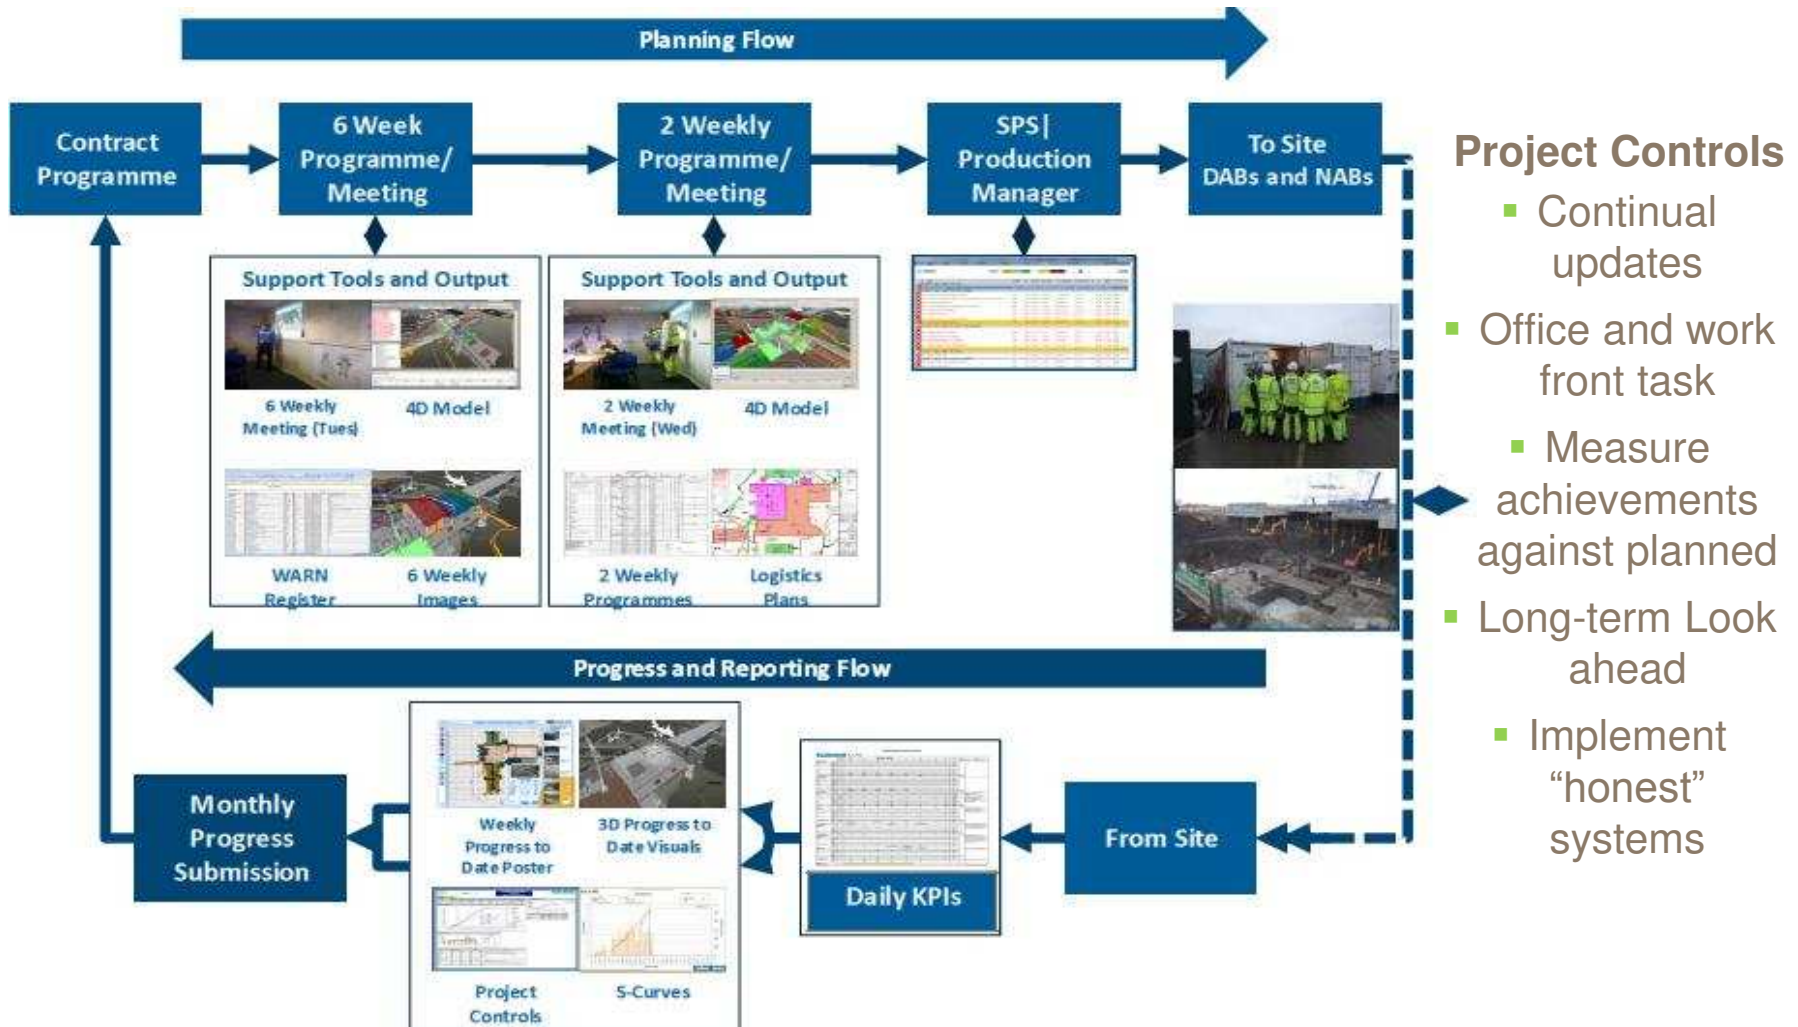 Planning Flow
Contract
Programme
6 Week
Programme/
Meeting
2 Weekly
Programme/
Meeting
SPS|
Production
Manager
To Site
DABs and NABs
Support Tools and Output
6 Weekly
Meeting (Tues)
4D Model
WARN
Register
6 Weekly
Images
Support Tools and Output
2 Weekly
Meeting (Wed)
4D Model
2 Weekly
Programmes
Logistics
Plans
Progress and Reporting Flow
Monthly
Progress
Submission
Weekly
Progress to
Date Poster
3D Progress to
Date Visuals
Project
Controls
S-Curves
Daily KPIs
From Site
Project Controls
▪ Continual
updates
▪ Office and work
front task
▪ Measure
achievements
against planned
▪ Long-term Look
ahead
▪ Implement
“honest”
systems